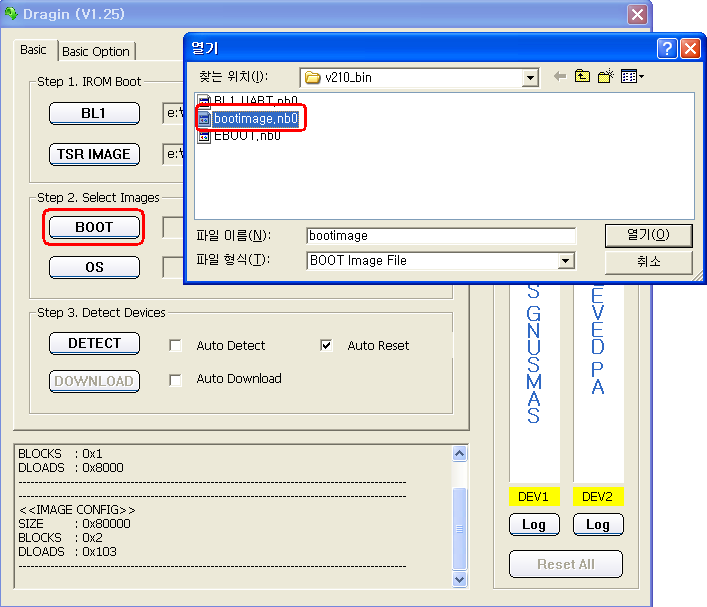 Dragin (V1.25)
Basic
Basic Option
Step 1. IROM Boot
BL1
e:\
TSR IMAGE
e:\
Step 2. Select Images
BOOT
OS
Step 3. Detect Devices
DETECT
Auto Detect
Auto Reset
DOWNLOAD
Auto Download
BLOCKS : 0x1
DLOADS : 0x8000
<<IMAGE CONFIG>>
SIZE : 0x80000
BLOCKS : 0x2
DLOADS : 0x103
열기
찾는 위치(I):
v210_bin
BL1_UART.nb0
bootimage.nb0
EBOOT.nb0
파일 이름(N):
bootimage
열기(O)
파일 형식(T):
BOOT Image File
취소
S GNUSMAS
EVED PA
DEV1
DEV2
Log
Log
Reset All